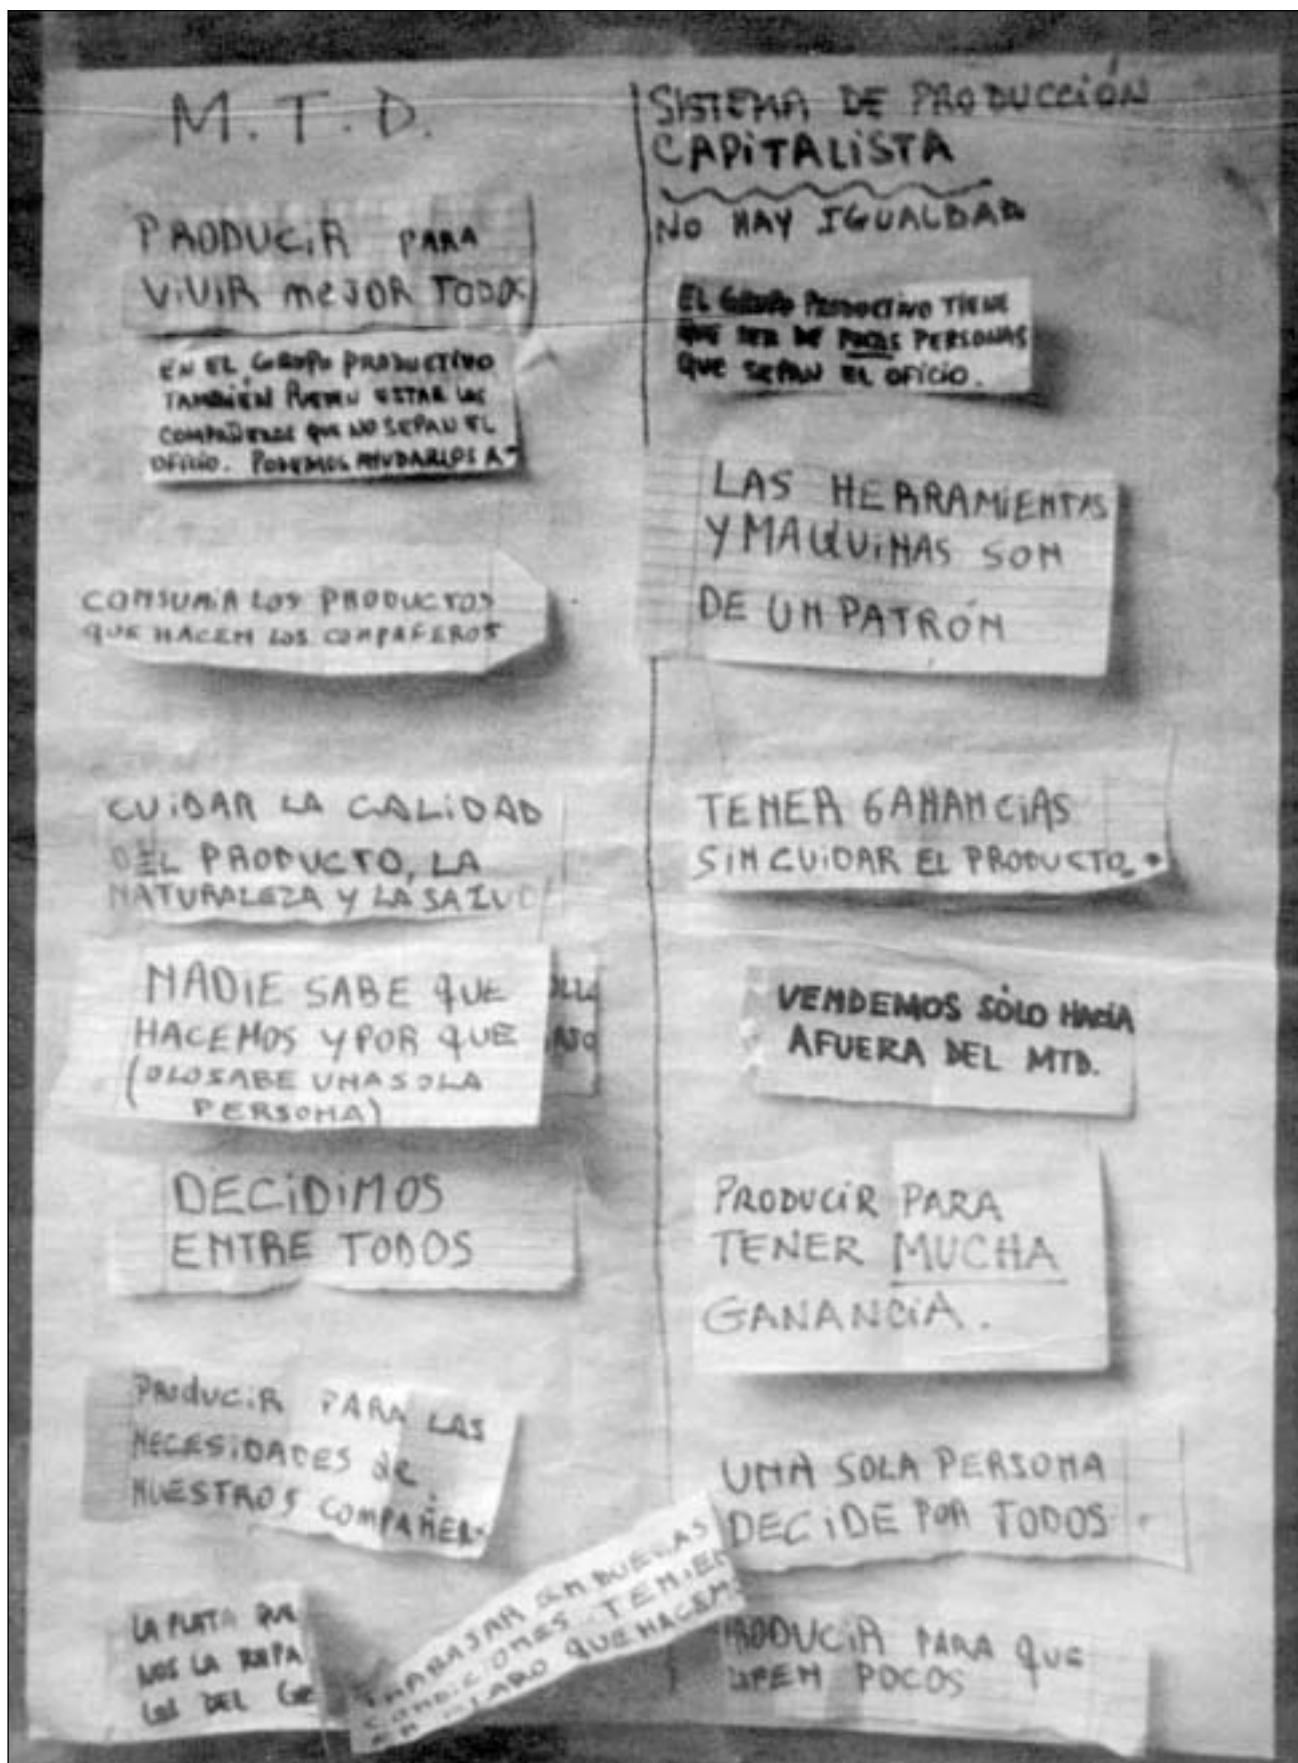 M.T.D.
PRODUCIR PARA
VIVIR MEJOR TODOS
EN EL GRUPO PRODUCTIVO
TAMBIÉN PUEDEN ESTAR LOS
COMPAÑEROS QUE NO SEPAN EL
OFICIO. PODEMOS AYUDARLOS A
CONSUMIR LOS PRODUCTOS
QUE HACEN LOS COMPAÑEROS
CUIDAR LA CALIDAD
DEL PRODUCTO, LA
NATURALEZA Y LA SALUD
NADIE SABE QUE
HACEMOS Y POR QUE
(O LO SABE UNA SOLA
PERSONA)
DECIDIMOS
ENTRE TODOS
PRODUCIR PARA LAS
NECESIDADES de
NUESTROS COMPAÑER
LA PLATA QUE
NOS LA
LOS DEL
TRABAJAR EN BUENAS
CONDICIONES. TENIE
CLARO QUE HACEM
SISTEMA DE PRODUCCIÓN
CAPITALISTA
NO HAY IGUALDAD
EL GRUPO PRODUCTIVO TIENE
QUE SER DE POCAS PERSONAS
QUE SEPAN EL OFICIO.
LAS HERRAMIENTAS
Y MAQUINAS SON
DE UN PATRÓN
TENER GANANCIAS
SIN CUIDAR EL PRODUCTO.
VENDEMOS SÓLO HACIA
AFUERA DEL MTD.
PRODUCIR PARA
TENER MUCHA
GANANCIA.
UNA SOLA PERSONA
DECIDE POR TODOS
PRODUCIR PARA QUE
POCOS